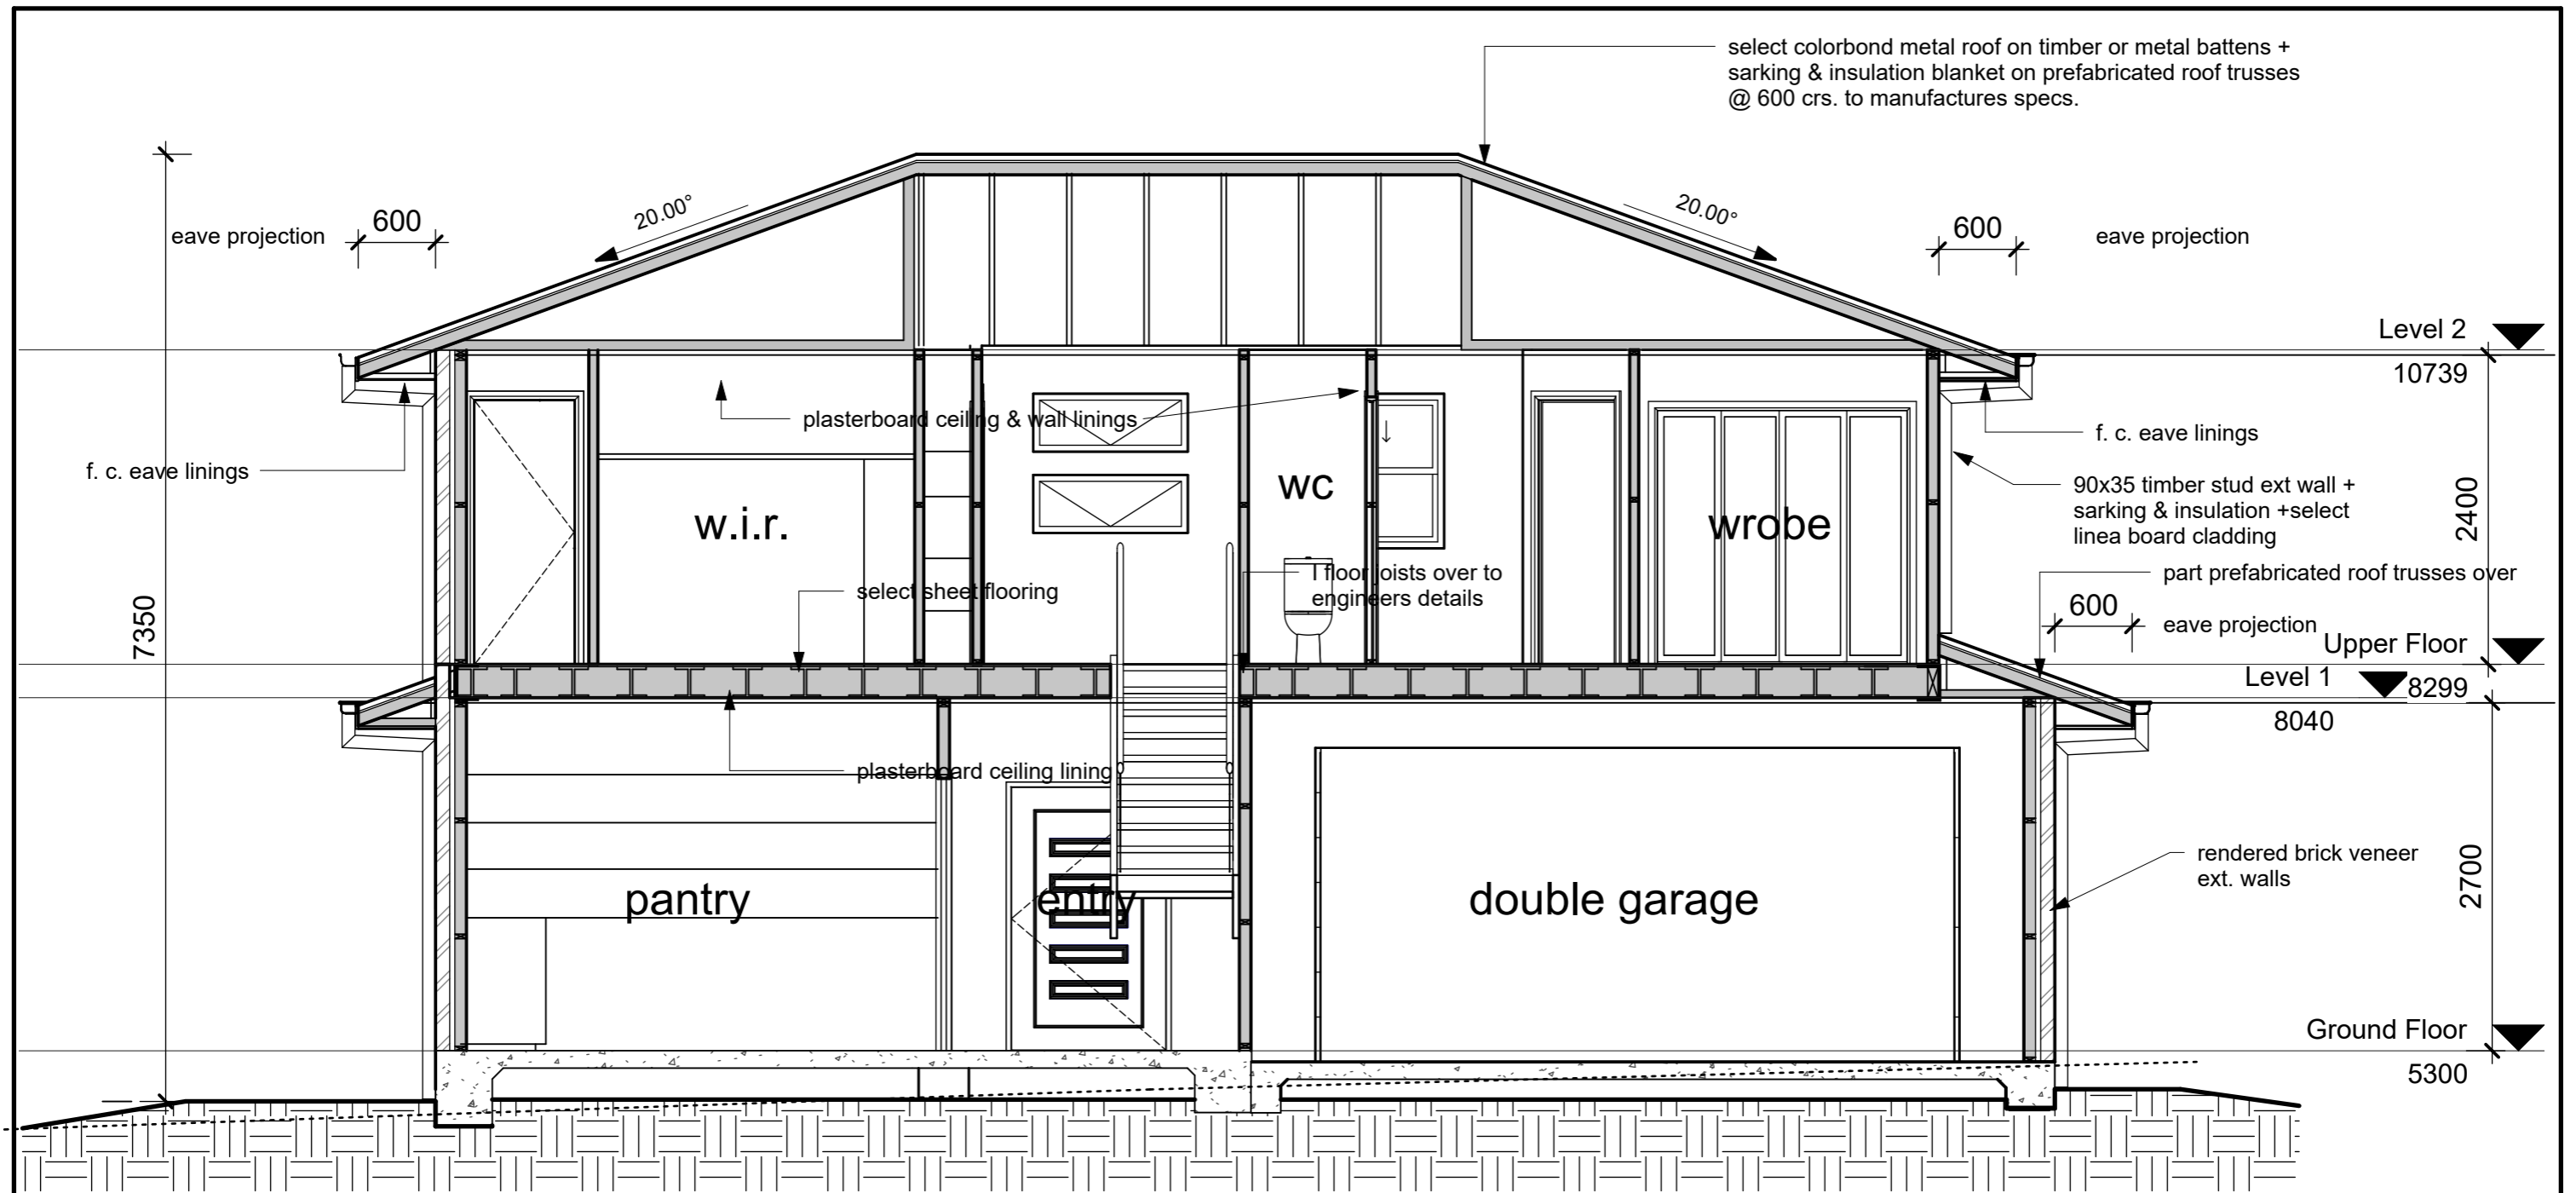 select colorbond metal roof on timber or metal battens +
sarking & insulation blanket on prefabricated roof trusses
@ 600 crs. to manufactures specs.
eave projection
600
20.00°
20.00°
600
eave projection
Level 2
10739
plasterboard ceiling & wall linings
f. c. eave linings
f. c. eave linings
w.i.r.
wc
wrobe
90x35 timber stud ext wall +
sarking & insulation +select
linea board cladding
2400
select sheet flooring
I floor joists over to
engineers details
part prefabricated roof trusses over
600
eave projection
7350
Upper Floor
8299
Level 1
8040
plasterboard ceiling lining
pantry
entry
double garage
rendered brick veneer
ext. walls
2700
Ground Floor
5300